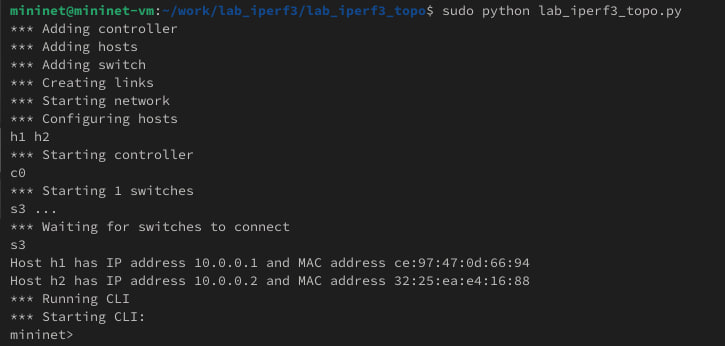 mininet@mininet-vm:~/work/lab_iperf3/lab_iperf3_topo$ sudo python lab_iperf3_topo.py
*** Adding controller
*** Adding hosts
*** Adding switch
*** Creating links
*** Starting network
*** Configuring hosts
h1 h2
*** Starting controller
c0
*** Starting 1 switches
s3 ...
*** Waiting for switches to connect
s3
Host h1 has IP address 10.0.0.1 and MAC address ce:97:47:0d:66:94
Host h2 has IP address 10.0.0.2 and MAC address 32:25:ea:e4:16:88
*** Running CLI
*** Starting CLI:
mininet>